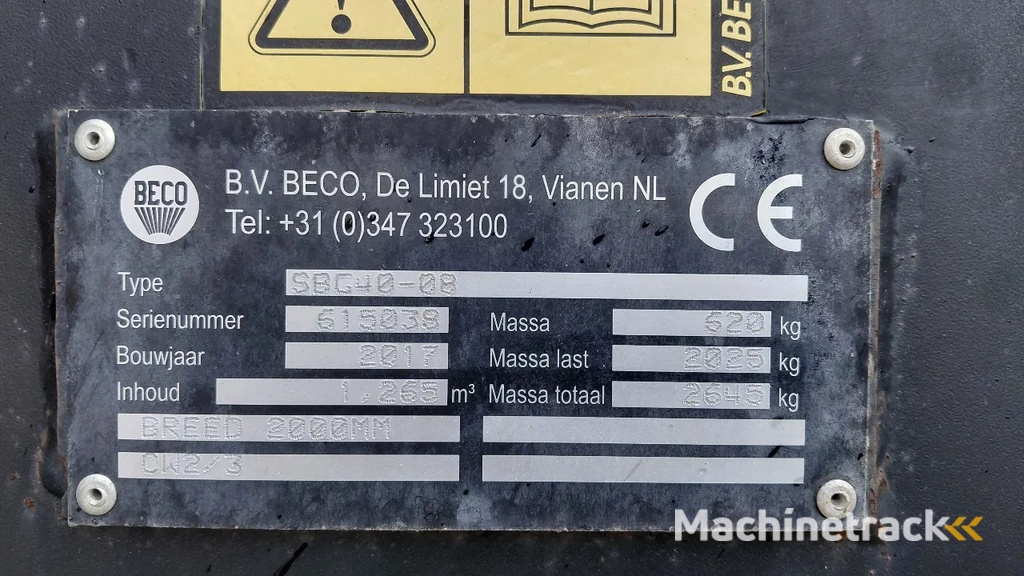 B.V. BE
BECO
B.V. BECO, De Limiet 18, Vianen NL
Tel: +31 (0)347 323100
CE
Type SBG40-08
Serienummer 615038 Massa 620 kg
Bouwjaar 2017 Massa last 2025 kg
Inhoud 1,265 m³ Massa totaal 2645 kg
BREED 2000MM
CW2/3
Machinetrack